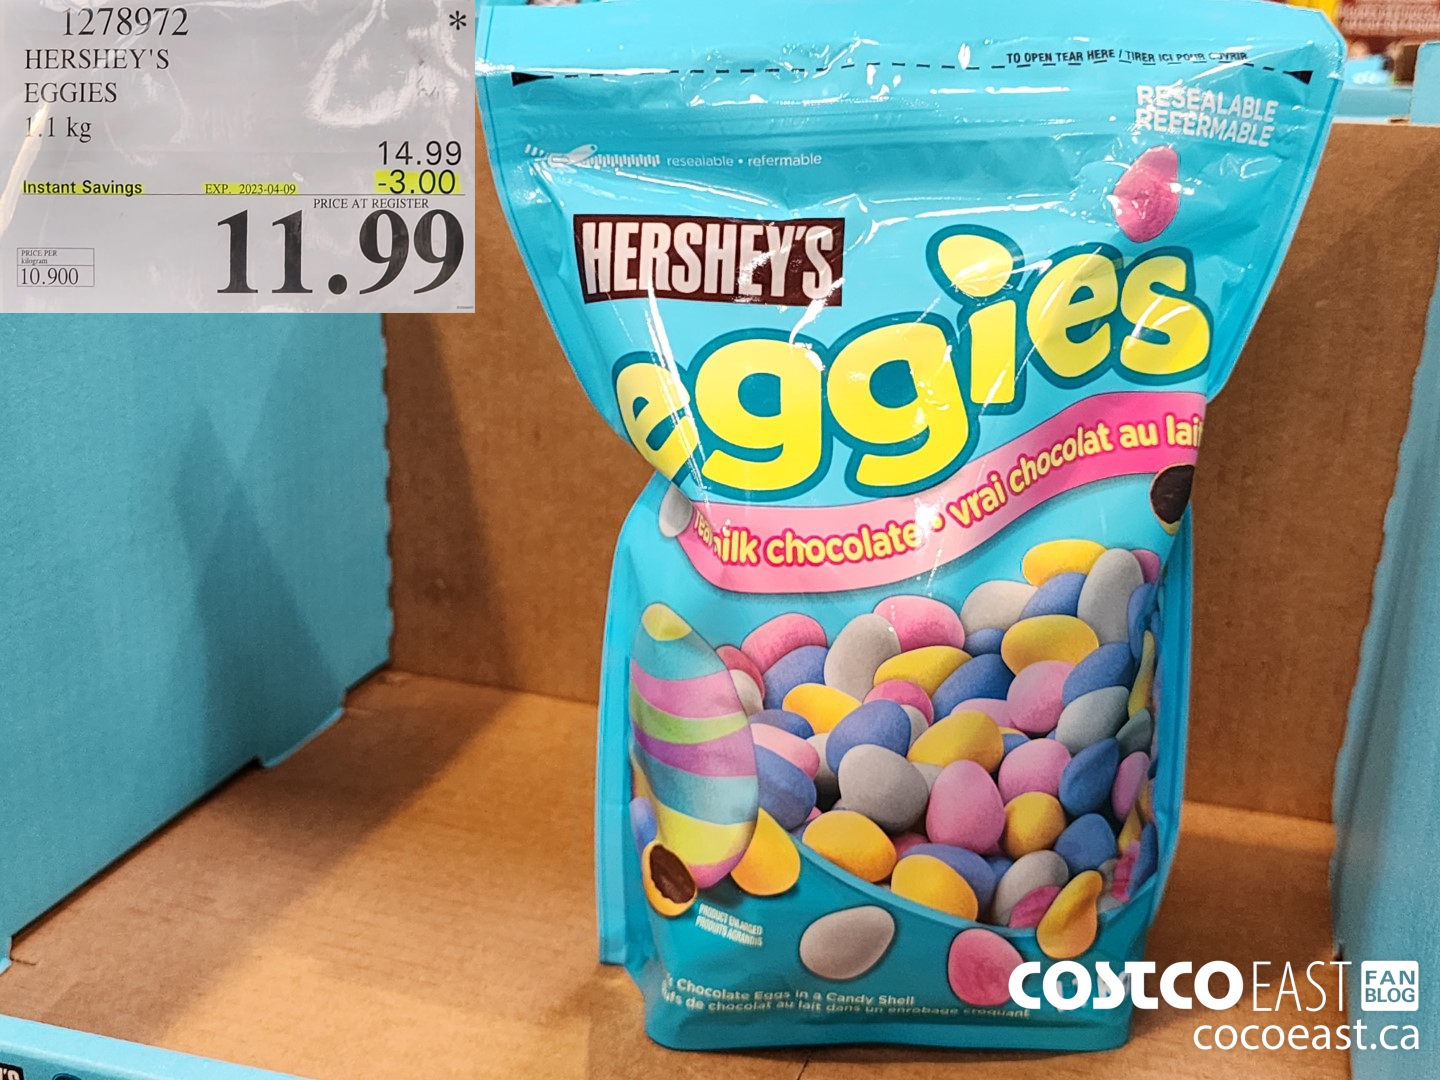 1278972 *
HERSHEY'S
EGGIES
1.1 kg
14.99
Instant Savings EXP. 2023-04-09 -3.00
PRICE AT REGISTER
11.99
PRICE PER
kilogram
10.900
TO OPEN TEAR HERE / TIRER ICI POUR OUVRIR
RESEALABLE
REFERMABLE
resealable • refermable
HERSHEY'S
eggies
milk chocolate • vrai chocolat au lait
PRODUCT ENLARGED
PRODUITS AGRANDIS
Chocolate Eggs in a Candy Shell
de chocolat au lait dans un enrobage croquant
COSTCO EAST FAN
BLOG
cocoeast.ca